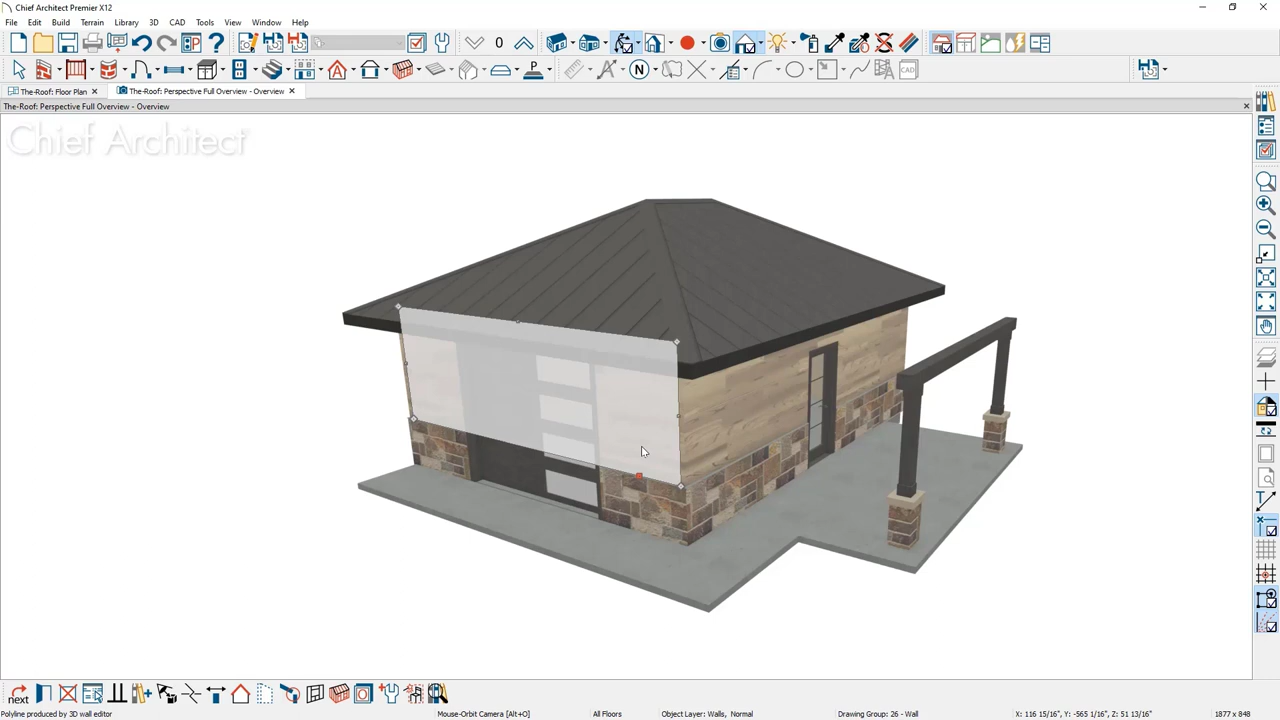 Chief Architect Premier X12
File Edit Build Terrain Library 3D CAD Tools View Window Help
0
N
P
CAD
The-Roof: Floor Plan
The-Roof: Perspective Full Overview - Overview
The-Roof: Perspective Full Overview - Overview
Chief Architect
next
Polyline produced by 3D wall editor
Mouse-Orbit Camera [Alt+O]
All Floors
Object Layer: Walls, Normal
Drawing Group: 26 - Wall
X: 116 15/16", Y: -565 1/16", Z: 51 13/16"
1877 x 848